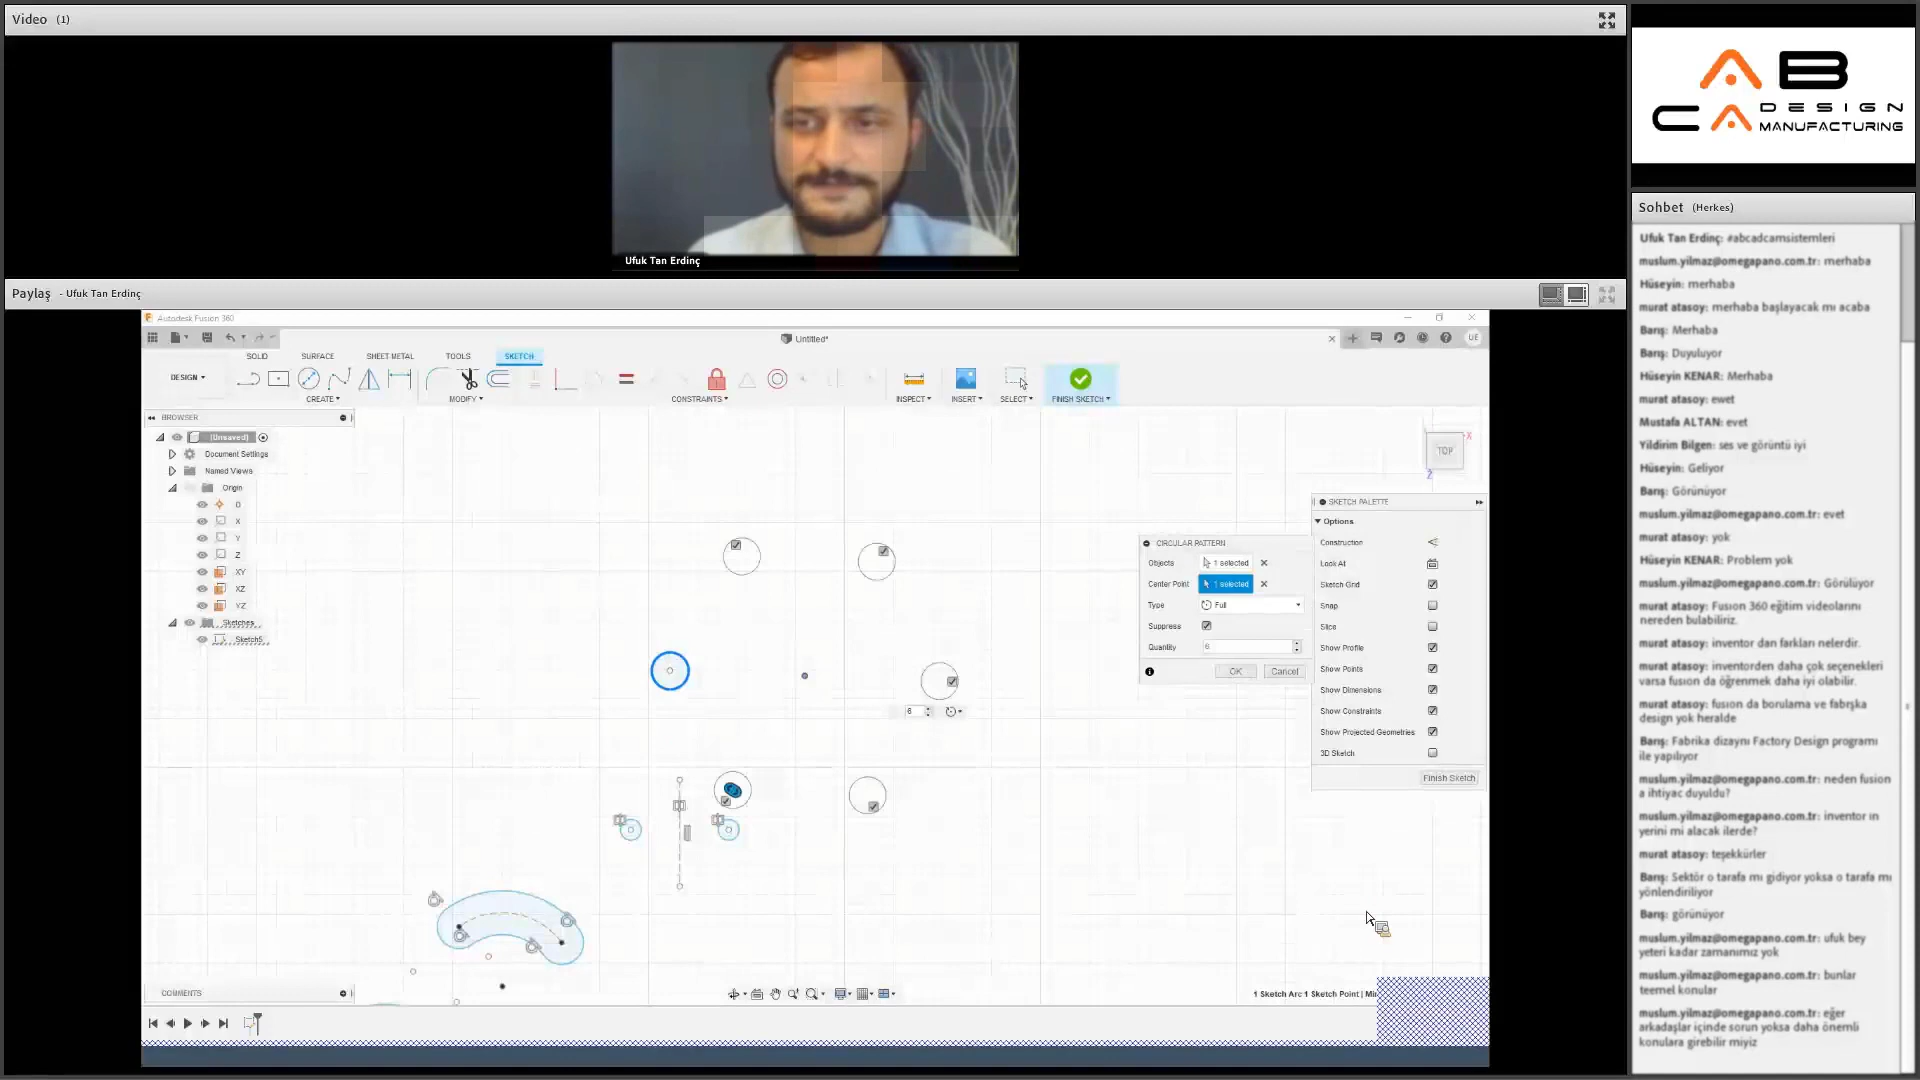 Video (1)
Ufuk Tan Erdinç
AB
CA DESIGN
MANUFACTURING
Sohbet (Herkes)
Ufuk Tan Erdinç: #abcadcamsistemleri
muslum.yilmaz@omegapano.com.tr: merhaba
Hüseyin: merhaba
murat atasoy: merhaba başlayacak mı acaba
Barış: Merhaba
Barış: Duyuluyor
Hüseyin KENAR: Merhaba
murat atasoy: ewet
Mustafa ALTAN: evet
Yildirim Bilgen: ses ve görüntü iyi
Hüseyin: Geliyor
Barış: Görünüyor
muslum.yilmaz@omegapano.com.tr: evet
murat atasoy: yok
Hüseyin KENAR: Problem yok
muslum.yilmaz@omegapano.com.tr: Görülüyor
murat atasoy: Fusıon 360 eğitim videolarını
nereden bulabiliriz.
murat atasoy: inventor dan farkları nelerdir.
murat atasoy: inventorden daha çok seçenekleri
varsa fusıon da öğrenmek daha iyi olabilir.
murat atasoy: fusıon da borulama ve fabrşka
design yok heralde
Barış: Fabrika dizaynı Factory Design programı
ile yapılıyor
muslum.yilmaz@omegapano.com.tr: neden fusion
a ihtiyac duyuldu?
muslum.yilmaz@omegapano.com.tr: inventor ın
yerini mi alacak ilerde?
murat atasoy: teşekkürler
Barış: Sektör o tarafa mı gidiyor yoksa o tarafa mı
yönlendiriliyor
Barış: görünüyor
muslum.yilmaz@omegapano.com.tr: ufuk bey
yeteri kadar zamanımız yok
muslum.yilmaz@omegapano.com.tr: bunlar
teemel konular
muslum.yilmaz@omegapano.com.tr: eğer
arkadaşlar içinde sorun yoksa daha önemli
konulara girebilir miyiz
Paylaş - Ufuk Tan Erdinç
Autodesk Fusion 360
Untitled*
UE
SOLID SURFACE SHEET METAL TOOLS SKETCH
DESIGN
CREATE MODIFY CONSTRAINTS INSPECT INSERT SELECT FINISH SKETCH
BROWSER
(Unsaved)
Document Settings
Named Views
Origin
O
X
Y
Z
XY
XZ
YZ
Sketches
Sketch5
TOP
X
Z
CIRCULAR PATTERN
Objects 1 selected
Center Point 1 selected
Type Full
Suppress
Quantity 6
OK Cancel
6
SKETCH PALETTE
Options
Construction
Look At
Sketch Grid
Snap
Slice
Show Profile
Show Points
Show Dimensions
Show Constraints
Show Projected Geometries
3D Sketch
Finish Sketch
COMMENTS
1 Sketch Arc 1 Sketch Point |